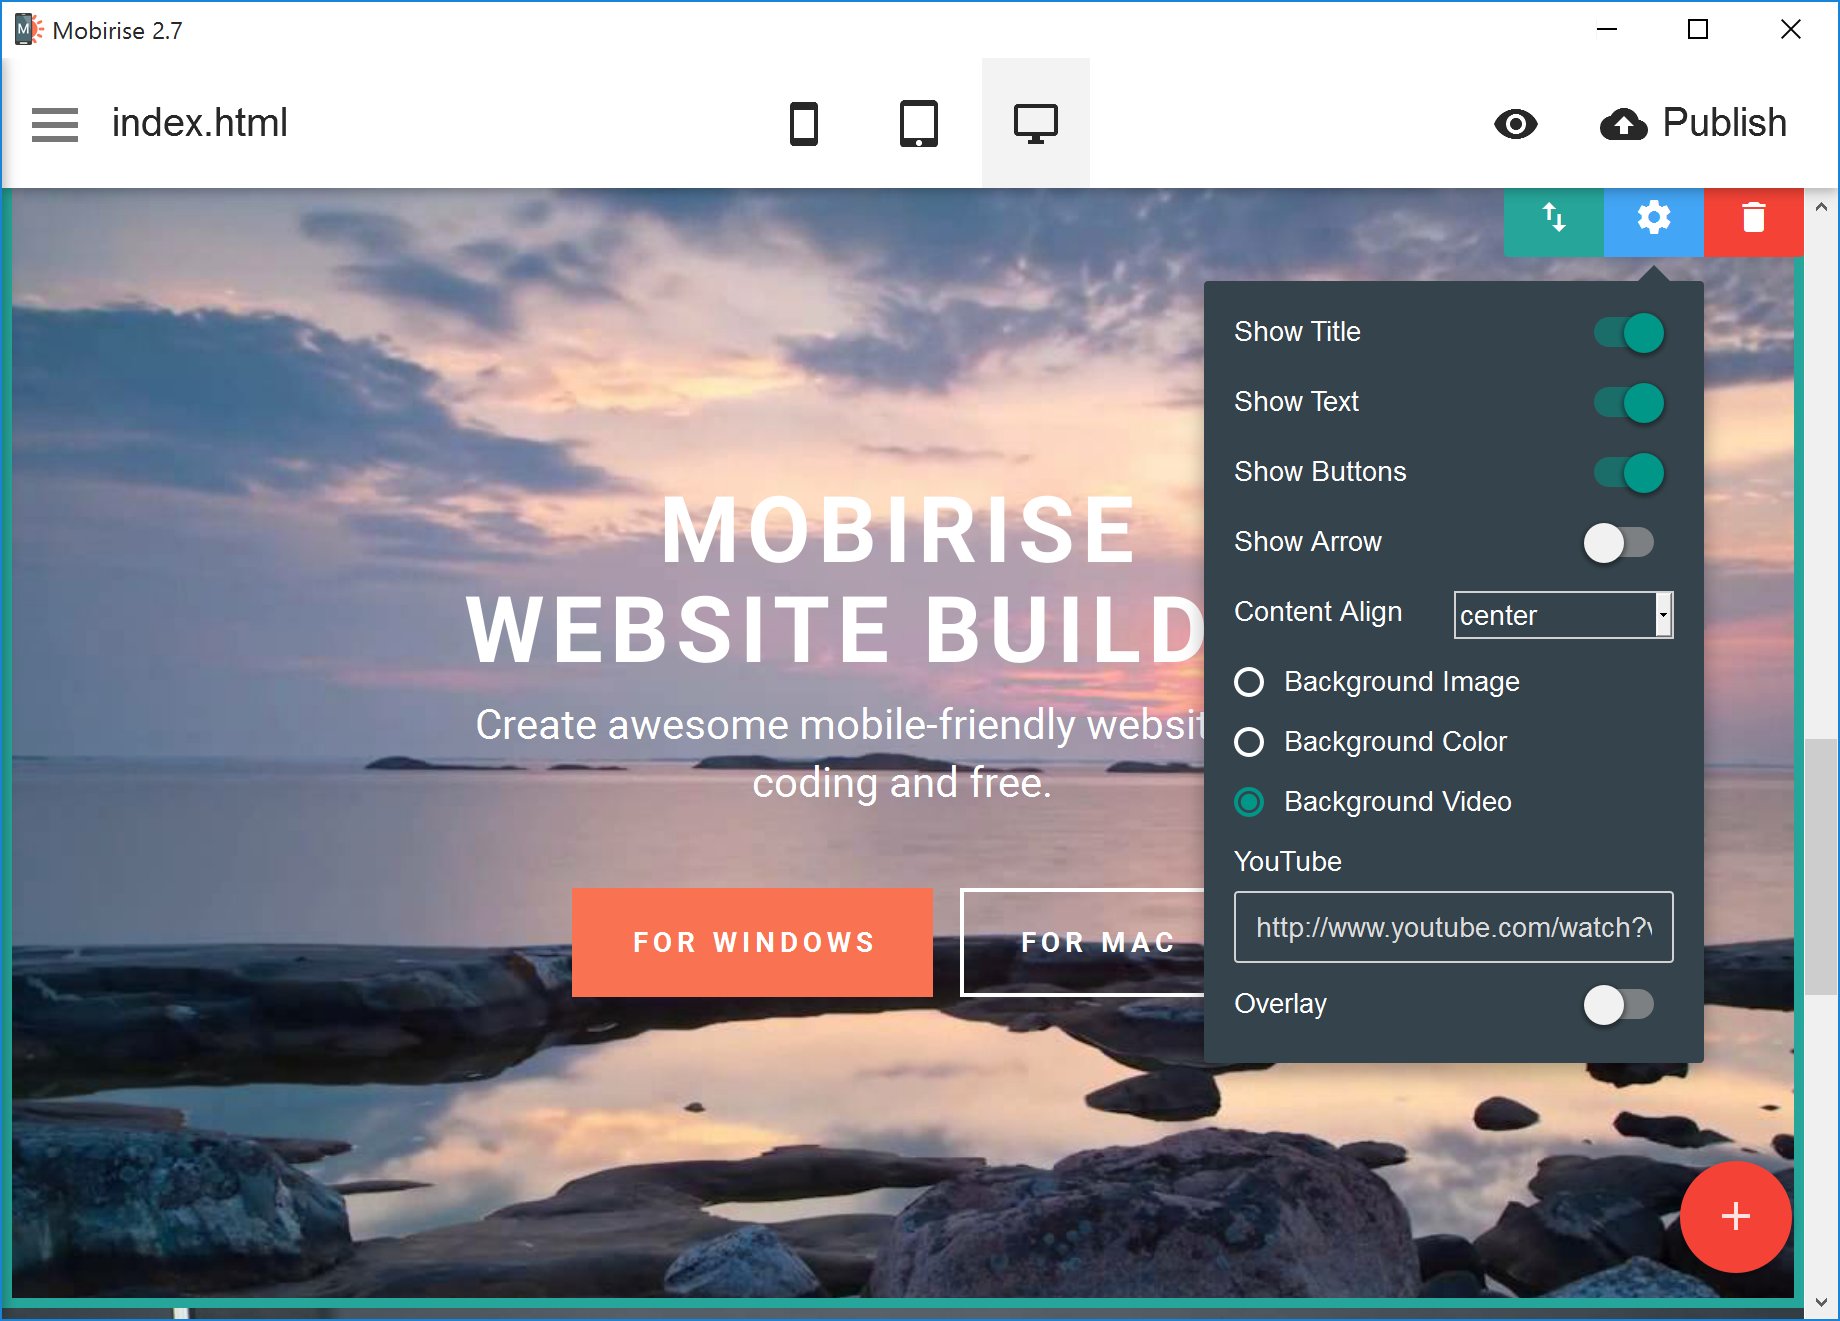 M
Mobirise 2.7
index.html
Publish
MOBIRISE
WEBSITE BUILD
Create awesome mobile-friendly websit
coding and free.
FOR WINDOWS
FOR MAC
Show Title
Show Text
Show Buttons
Show Arrow
Content Align
center
Background Image
Background Color
Background Video
YouTube
http://www.youtube.com/watch?v
Overlay